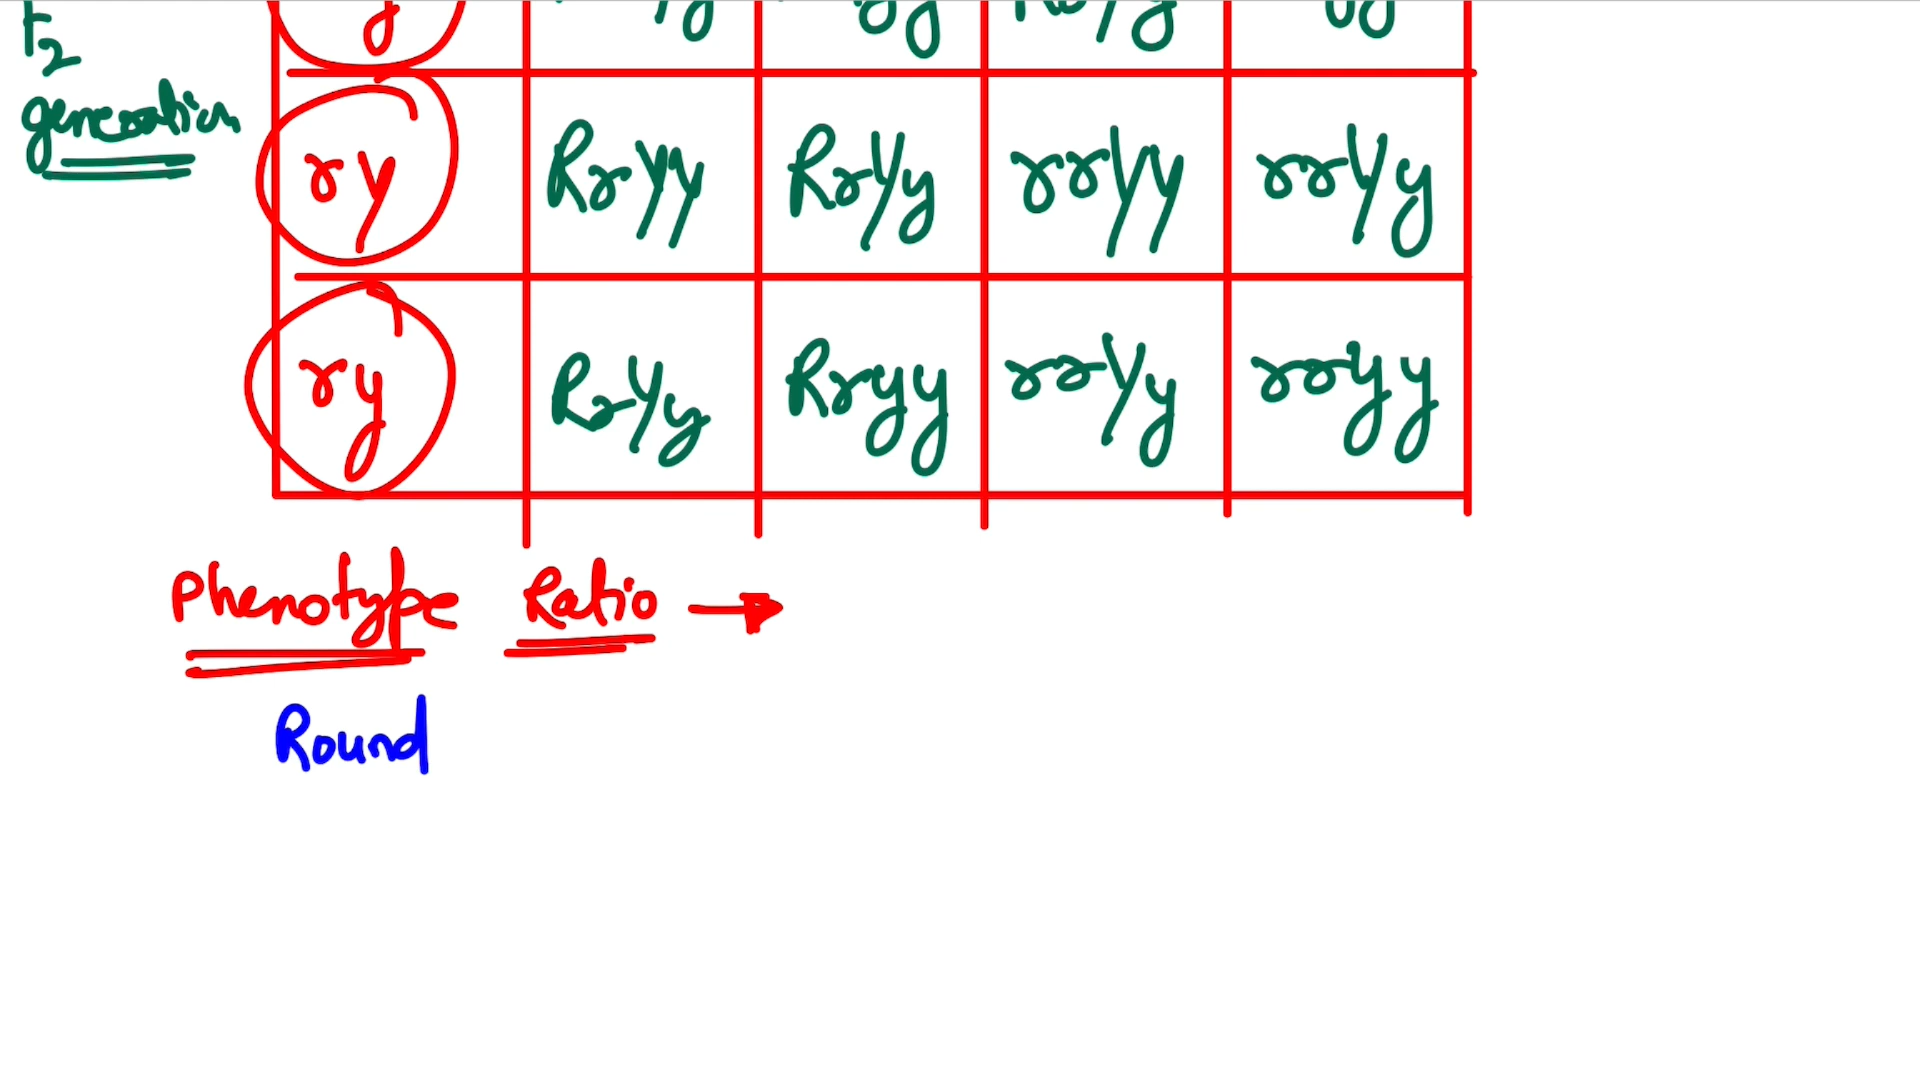 F2
generation
rY RrYY RrYy rrYY rrYy
ry RrYy Rryy rrYy rryy
Phenotype Ratio →
Round